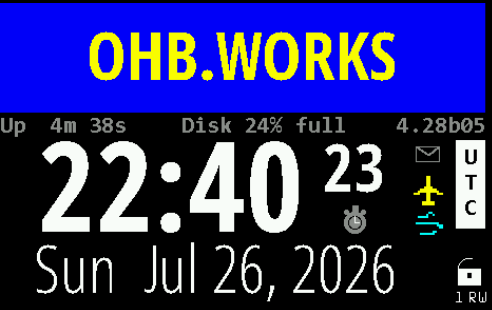 OHB.WORKS
Up 4m 38s Disk 24% full 4.28b05
22:40 23
UTC
Sun Jul 26, 2026
1 RW